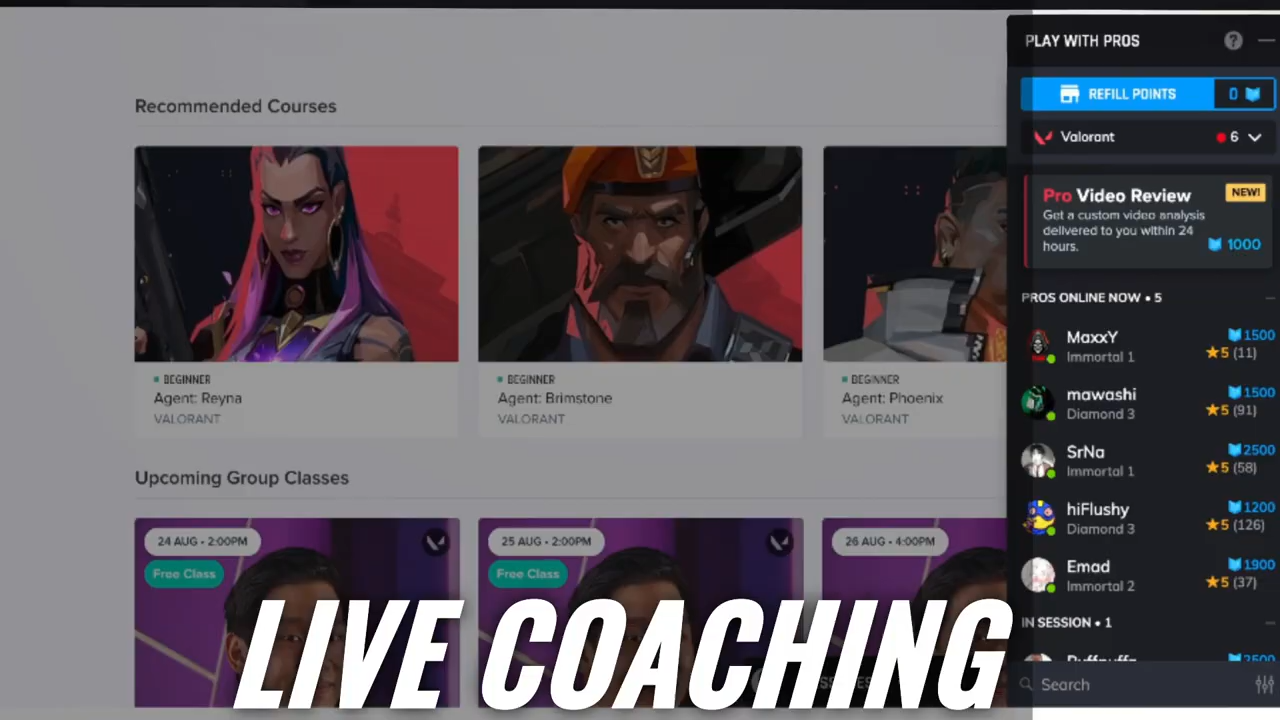 Recommended Courses
BEGINNER
Agent: Reyna
VALORANT
BEGINNER
Agent: Brimstone
VALORANT
BEGINNER
Agent: Phoenix
VALORANT
Upcoming Group Classes
24 AUG • 2:00PM
Free Class
25 AUG • 2:00PM
Free Class
26 AUG • 4:00PM
LIVE COACHING
PLAY WITH PROS
?
REFILL POINTS
0
Valorant
6
Pro Video Review
NEW!
Get a custom video analysis
delivered to you within 24
hours.
1000
PROS ONLINE NOW • 5
MaxxY
1500
Immortal 1
5 (11)
mawashi
1500
Diamond 3
5 (91)
SrNa
2500
Immortal 1
5 (58)
hiFlushy
1200
Diamond 3
5 (126)
Emad
1900
Immortal 2
5 (37)
IN SESSION • 1
2500
Search